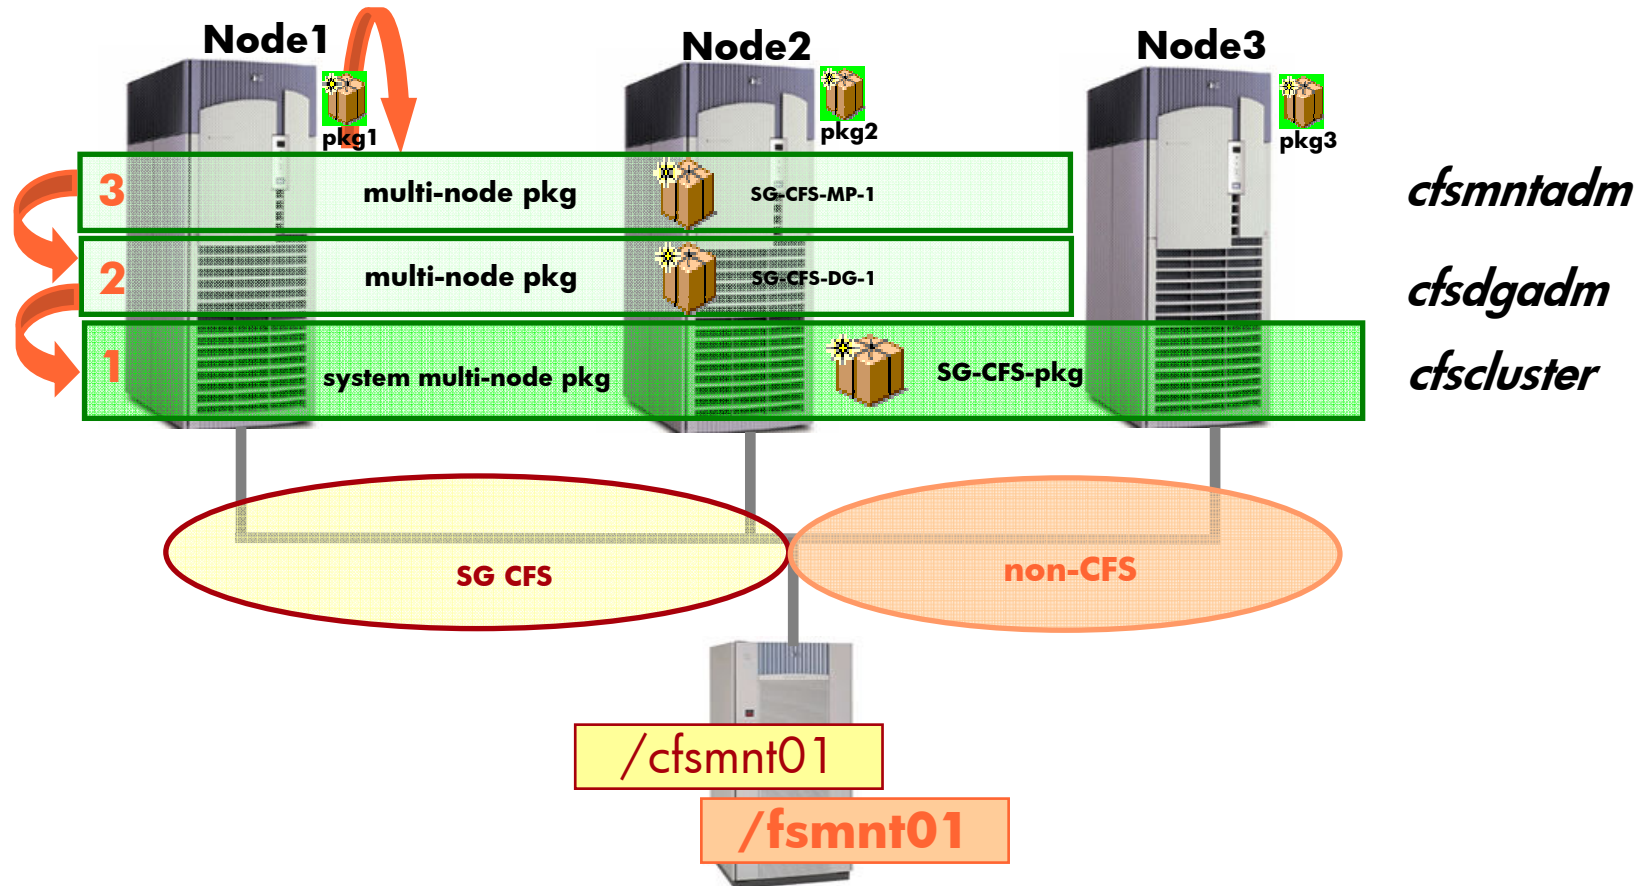 Node1
Node2
Node3
pkg1
pkg2
pkg3
3
multi-node pkg
SG-CFS-MP-1
cfsmntadm
2
multi-node pkg
SG-CFS-DG-1
cfsdgadm
1
system multi-node pkg
SG-CFS-pkg
cfscluster
SG CFS
non-CFS
/cfsmnt01
/fsmnt01